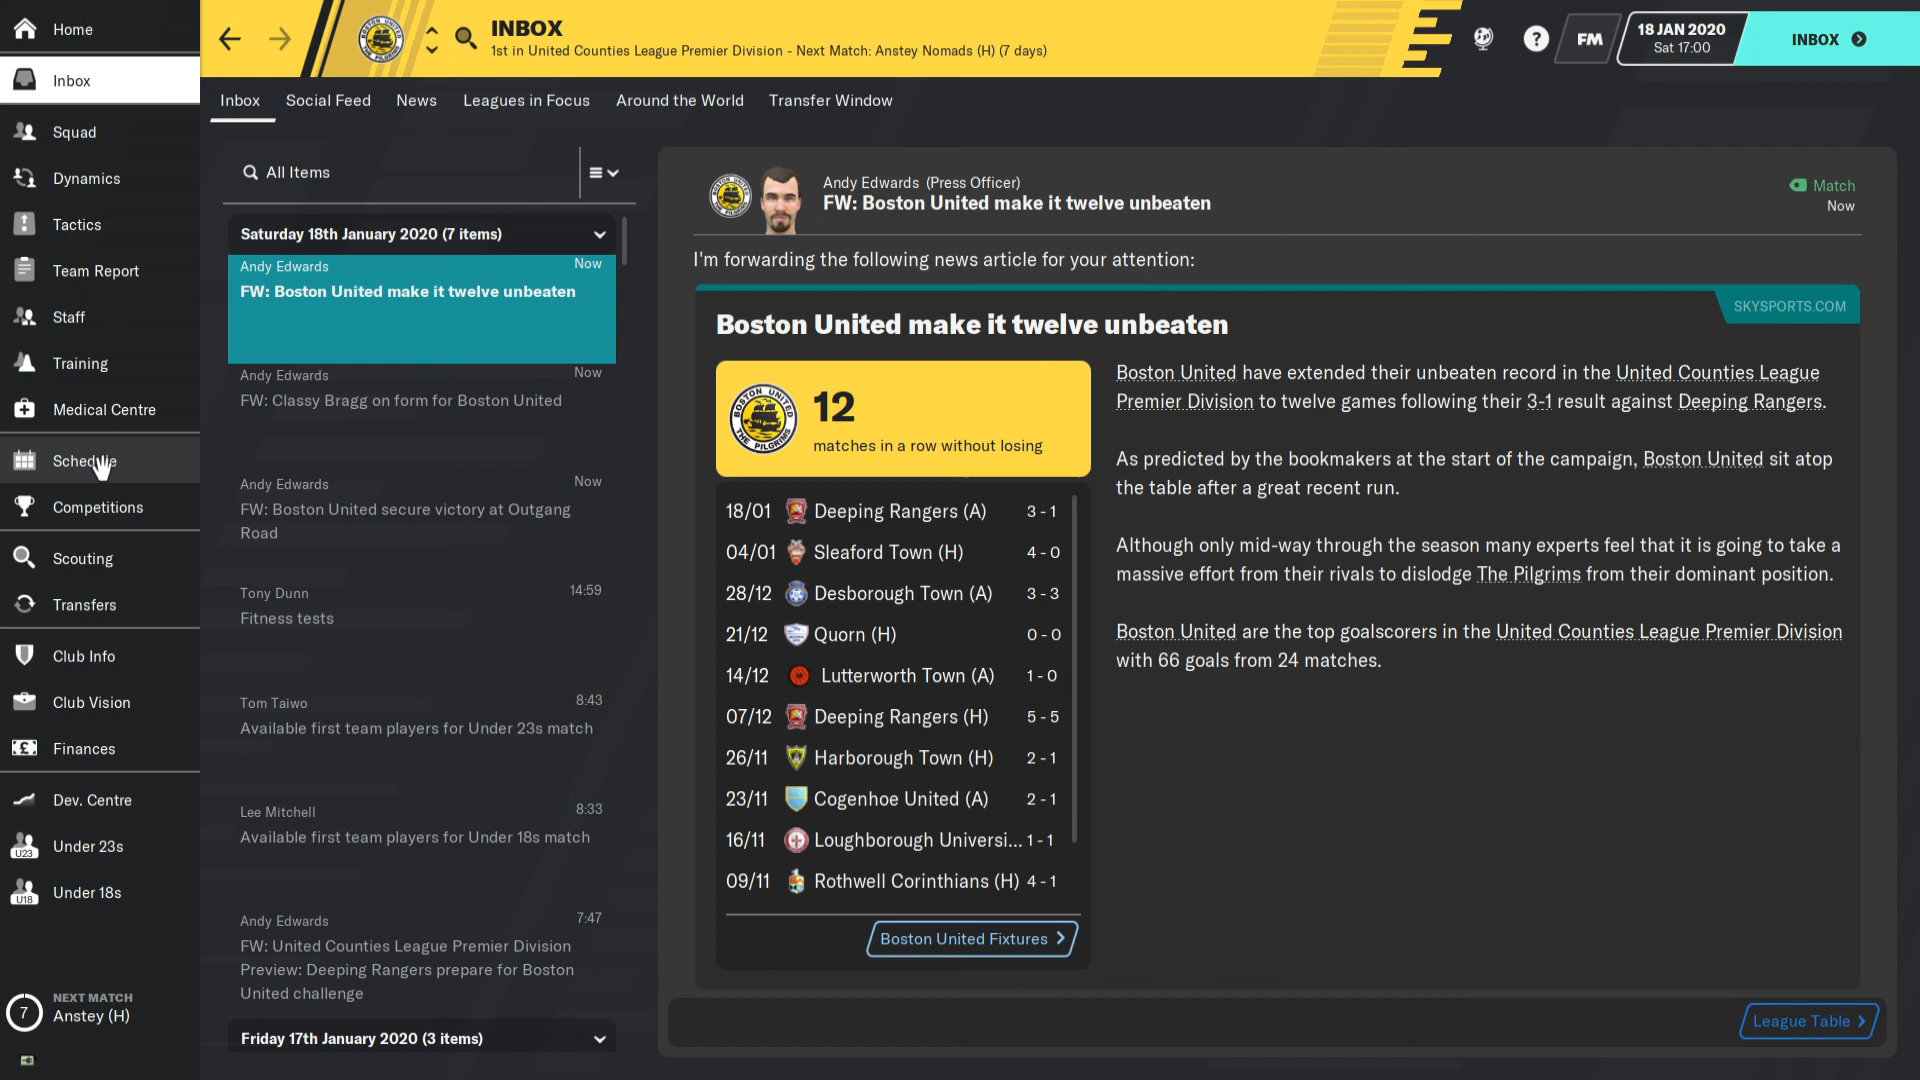 Home
Inbox
Squad
Dynamics
Tactics
Team Report
Staff
Training
Medical Centre
Schedule
Competitions
Scouting
Transfers
Club Info
Club Vision
Finances
Dev. Centre
U23
Under 23s
U18
Under 18s
7
NEXT MATCH
Anstey (H)
BOSTON UNITED
THE PILGRIMS
INBOX
1st in United Counties League Premier Division - Next Match: Anstey Nomads (H) (7 days)
?
FM
18 JAN 2020
Sat 17:00
INBOX
Inbox
Social Feed
News
Leagues in Focus
Around the World
Transfer Window
All Items
Saturday 18th January 2020 (7 items)
Andy Edwards
Now
FW: Boston United make it twelve unbeaten
Andy Edwards
Now
FW: Classy Bragg on form for Boston United
Andy Edwards
Now
FW: Boston United secure victory at Outgang
Road
Tony Dunn
14:59
Fitness tests
Tom Taiwo
8:43
Available first team players for Under 23s match
Lee Mitchell
8:33
Available first team players for Under 18s match
Andy Edwards
7:47
FW: United Counties League Premier Division
Preview: Deeping Rangers prepare for Boston
United challenge
Friday 17th January 2020 (3 items)
Andy Edwards (Press Officer)
FW: Boston United make it twelve unbeaten
Match
Now
I'm forwarding the following news article for your attention:
SKYSPORTS.COM
Boston United make it twelve unbeaten
BOSTON UNITED
THE PILGRIMS
12
matches in a row without losing
18/01 Deeping Rangers (A) 3 - 1
04/01 Sleaford Town (H) 4 - 0
28/12 Desborough Town (A) 3 - 3
21/12 Quorn (H) 0 - 0
14/12 Lutterworth Town (A) 1 - 0
07/12 Deeping Rangers (H) 5 - 5
26/11 Harborough Town (H) 2 - 1
23/11 Cogenhoe United (A) 2 - 1
16/11 Loughborough Universi... 1 - 1
09/11 Rothwell Corinthians (H) 4 - 1
Boston United Fixtures
Boston United have extended their unbeaten record in the United Counties League
Premier Division to twelve games following their 3-1 result against Deeping Rangers.
As predicted by the bookmakers at the start of the campaign, Boston United sit atop
the table after a great recent run.
Although only mid-way through the season many experts feel that it is going to take a
massive effort from their rivals to dislodge The Pilgrims from their dominant position.
Boston United are the top goalscorers in the United Counties League Premier Division
with 66 goals from 24 matches.
League Table